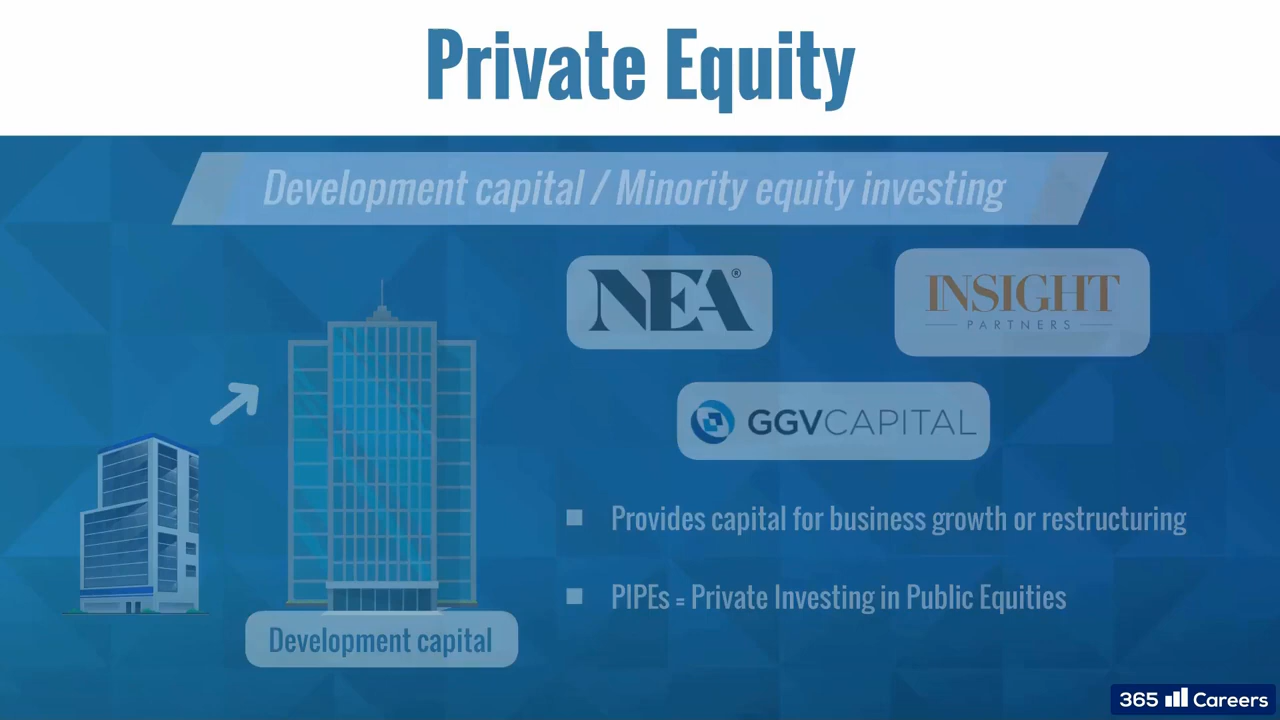 Private Equity
Development capital / Minority equity investing
NEA®
INSIGHT
PARTNERS
GGVCAPITAL
■ Provides capital for business growth or restructuring
■ PIPEs = Private Investing in Public Equities
Development capital
365 Careers